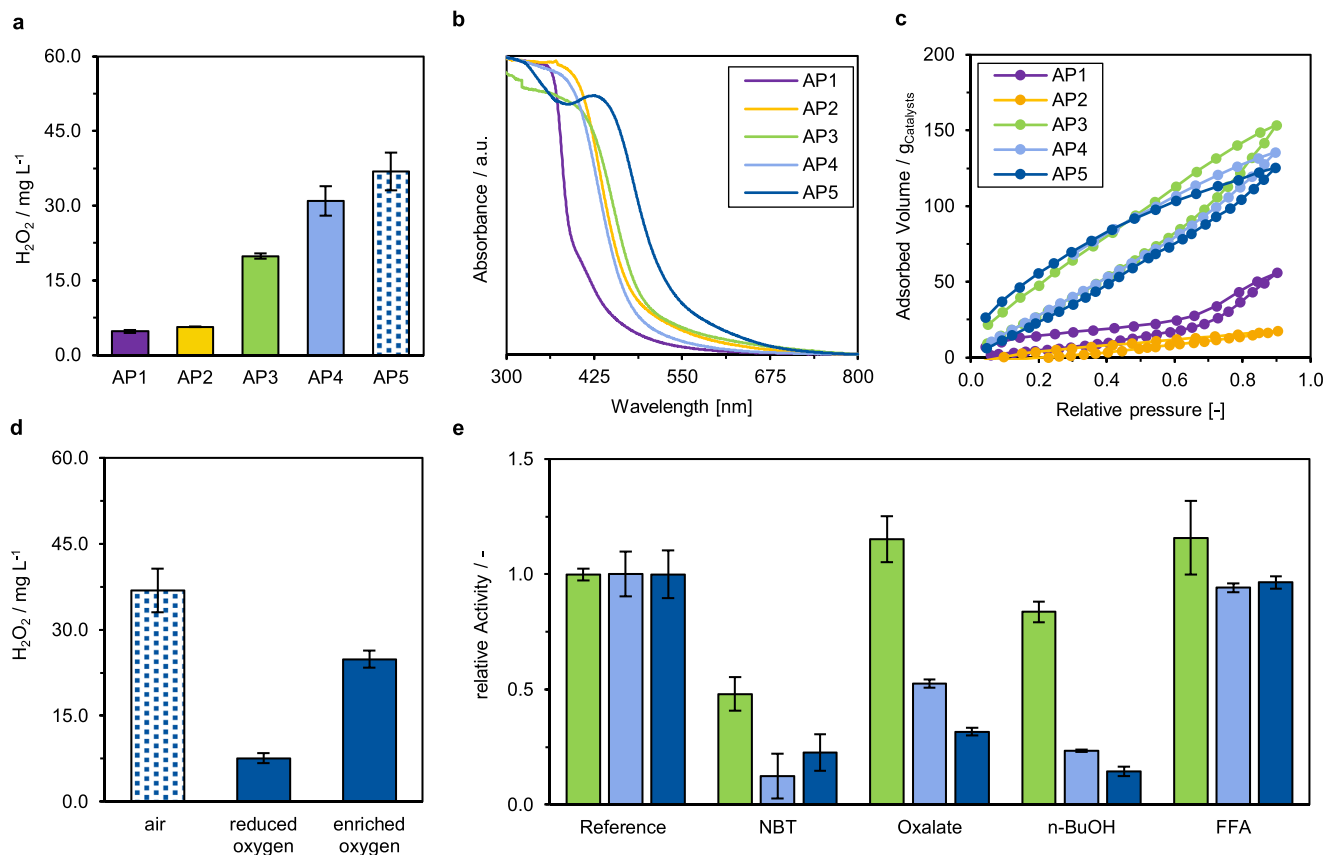 a
60.0
45.0
30.0
15.0
0.0
H₂O₂ / mg L⁻¹
AP1 AP2 AP3 AP4 AP5
b
Absorbance / a.u.
AP1
AP2
AP3
AP4
AP5
300 425 550 675 800
Wavelength [nm]
c
200
150
100
50
0
Adsorbed Volume / g_Catalysts
AP1
AP2
AP3
AP4
AP5
0.0 0.2 0.4 0.6 0.8 1.0
Relative pressure [-]
d
60.0
45.0
30.0
15.0
0.0
H₂O₂ / mg L⁻¹
air reduced enriched
oxygen oxygen
e
1.5
1.0
0.5
0.0
relative Activity / -
Reference NBT Oxalate n-BuOH FFA